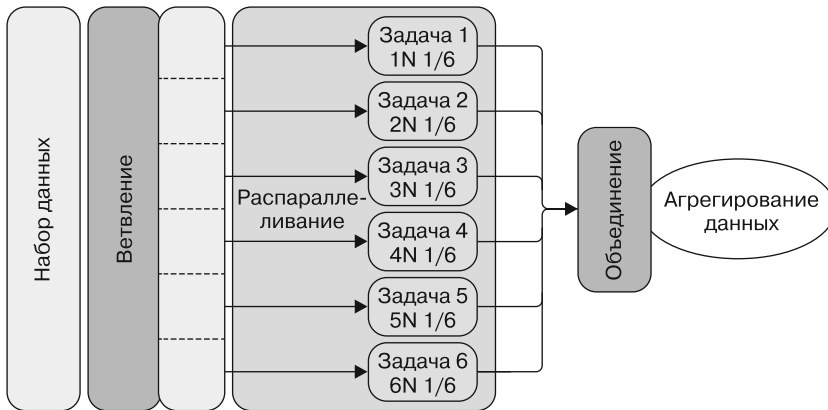 Набор данных
Ветвление
Распаралле-
ливание
Задача 1
1N 1/6
Задача 2
2N 1/6
Задача 3
3N 1/6
Задача 4
4N 1/6
Задача 5
5N 1/6
Задача 6
6N 1/6
Объединение
Агрегирование
данных